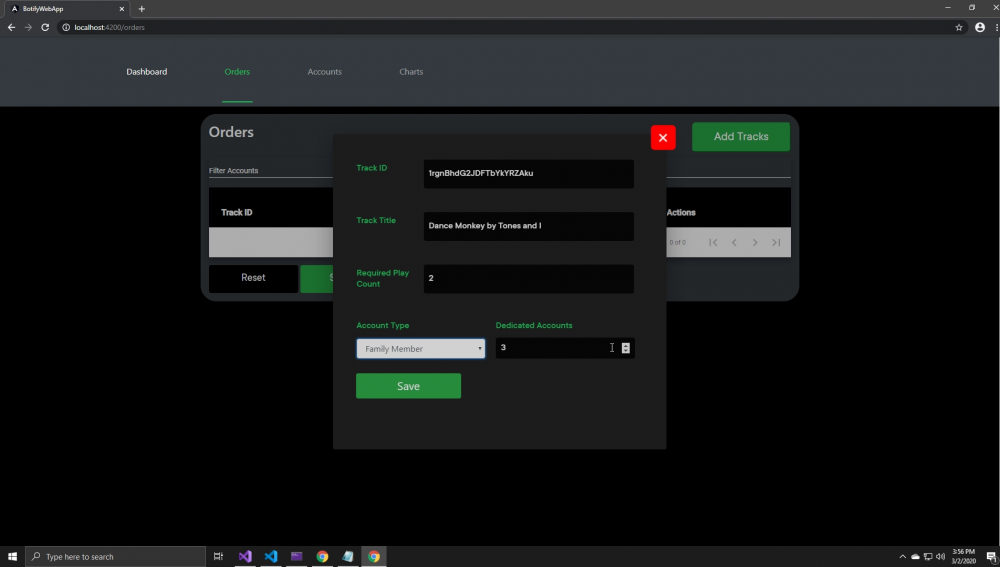 BotifyWebApp
localhost:4200/orders
Dashboard
Orders
Accounts
Charts
Orders
Add Tracks
Filter Accounts
Track ID
Actions
0 of 0
Reset
S
Track ID
1rgnBhdG2JDFTbYkYRZAku
Track Title
Dance Monkey by Tones and I
Required Play
Count
2
Account Type
Dedicated Accounts
Family Member
3
Save
Type here to search
3:56 PM
3/2/2020